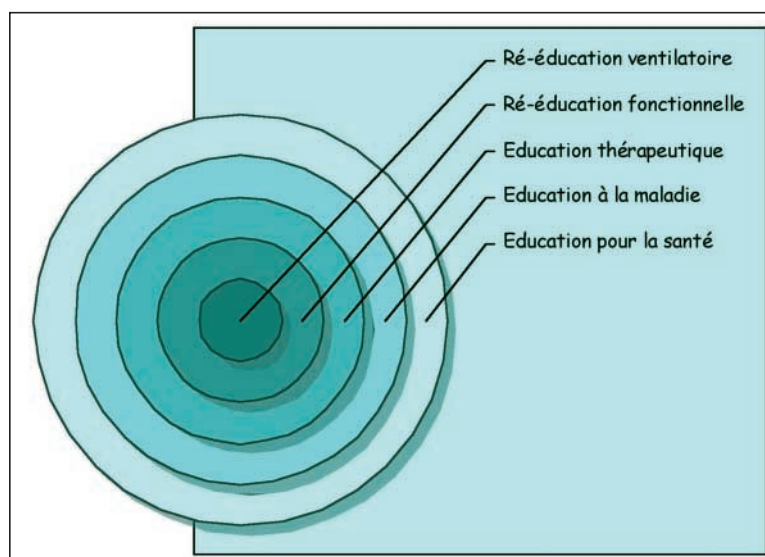 Ré-éducation ventilatoire
Ré-éducation fonctionnelle
Education thérapeutique
Education à la maladie
Education pour la santé